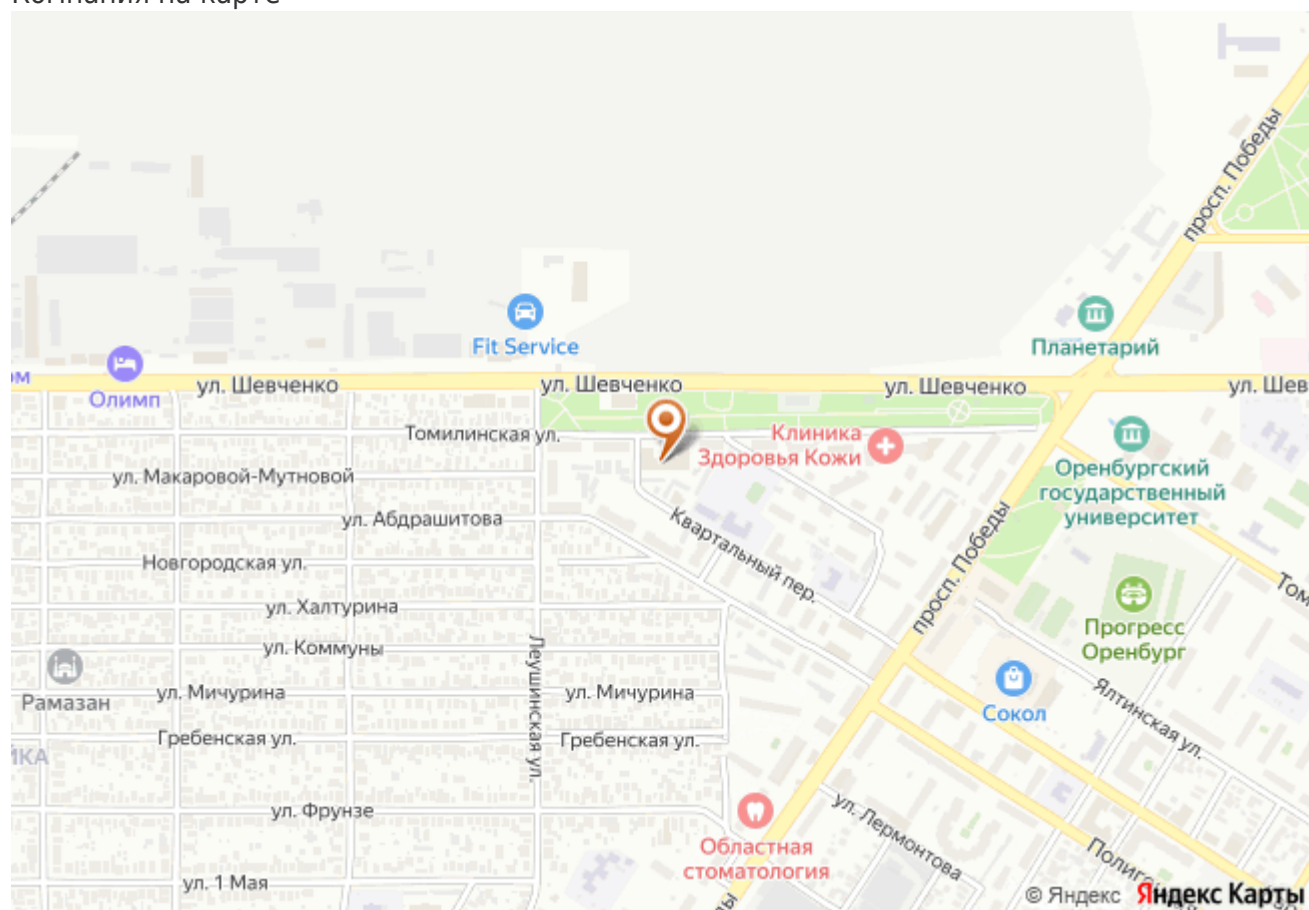 Компания на карте
просп. Победы
Fit Service
Планетарий
Олимп
ул. Шевченко
ул. Шевченко
ул. Шевченко
ул. Шев
Томилинская ул.
Клиника
Здоровья Кожи
Оренбургский
государственный
университет
ул. Макаровой-Мутновой
ул. Абдрашитова
Квартальный пер.
просп. Победы
Новгородская ул.
ул. Халтурина
Прогресс
Оренбург
ул. Коммуны
Леушинская ул.
Рамазан
ул. Мичурина
ул. Мичурина
Сокол
Ялтинская ул.
Гребенская ул.
Гребенская ул.
ул. Фрунзе
ул. Лермонтова
Областная
стоматология
ул. 1 Мая
© Яндекс Яндекс Карты